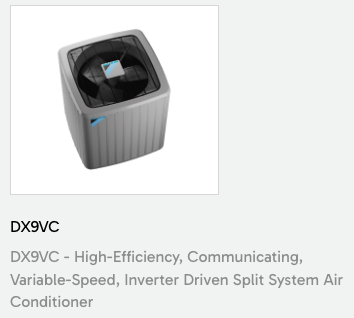 DX9VC
DX9VC - High-Efficiency, Communicating,
Variable-Speed, Inverter Driven Split System Air
Conditioner